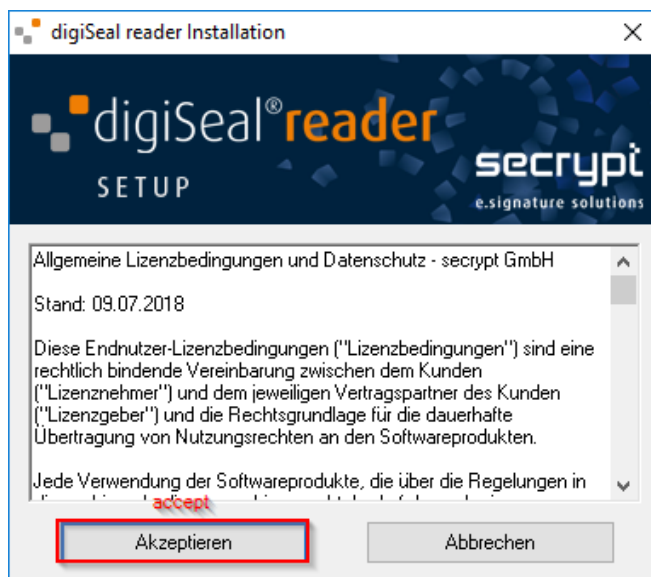 digiSeal reader Installation
digiSeal®reader
SETUP
secrypt
e.signature solutions
Allgemeine Lizenzbedingungen und Datenschutz - secrypt GmbH
Stand: 09.07.2018
Diese Endnutzer-Lizenzbedingungen ("Lizenzbedingungen") sind eine
rechtlich bindende Vereinbarung zwischen dem Kunden
("Lizenznehmer") und dem jeweiligen Vertragspartner des Kunden
("Lizenzgeber") und die Rechtsgrundlage für die dauerhafte
Übertragung von Nutzungsrechten an den Softwareprodukten.
Jede Verwendung der Softwareprodukte, die über die Regelungen in
accept
Akzeptieren
Abbrechen